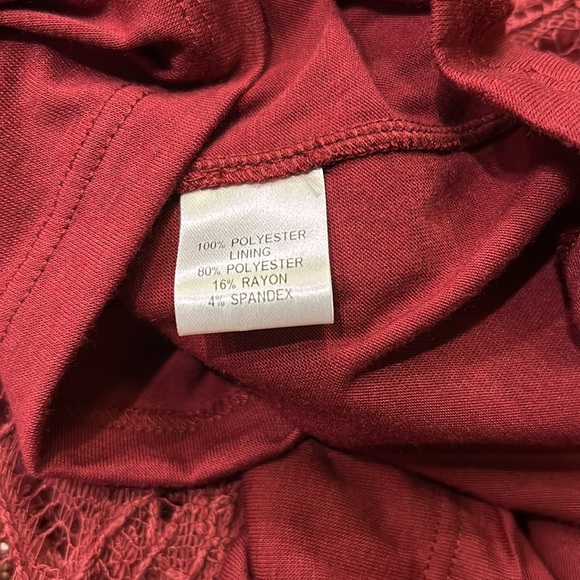 100% POLYESTER
LINING
80% POLYESTER
16% RAYON
4% SPANDEX